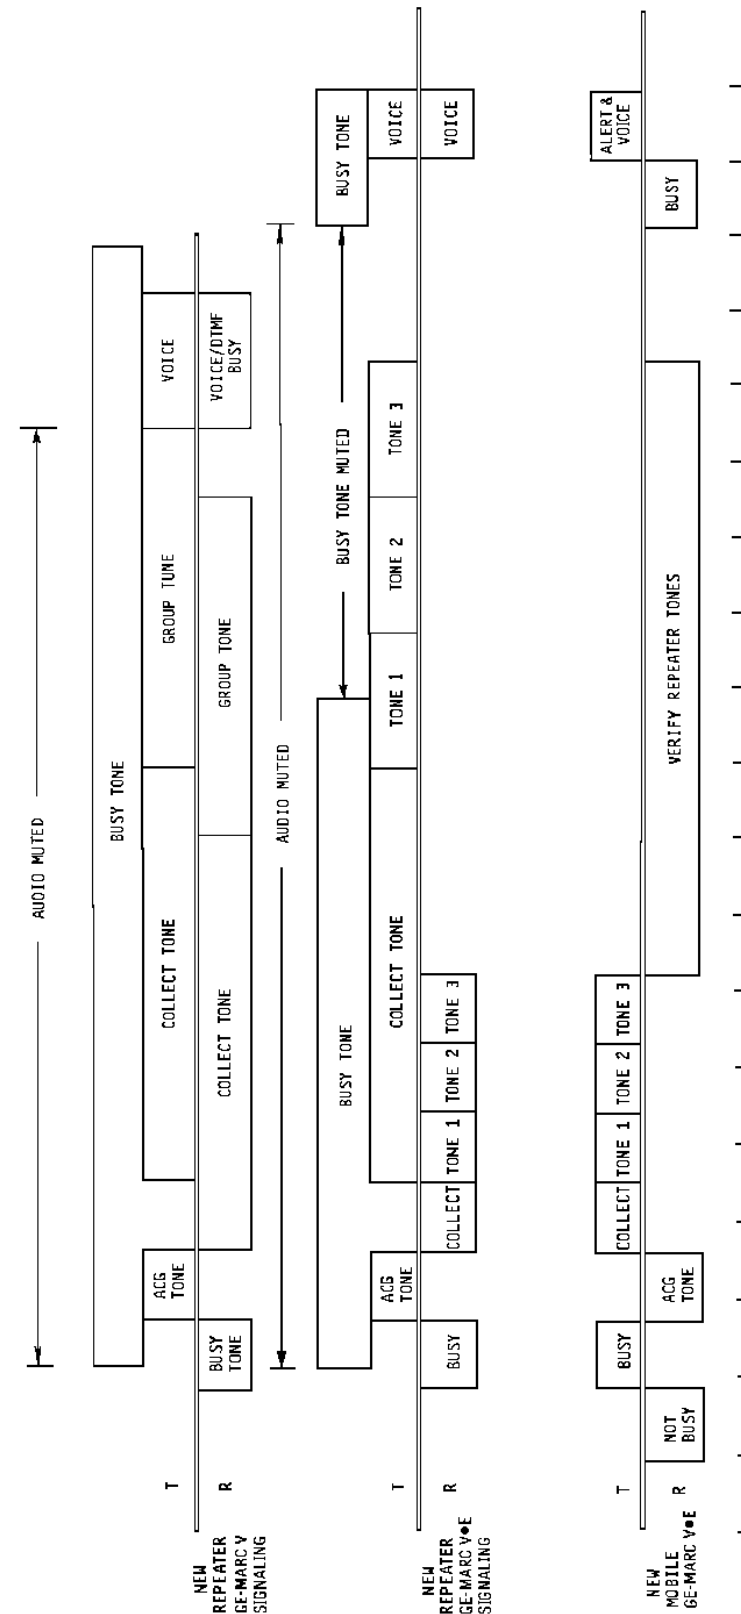 AUDIO MUTED
BUSY TONE
T
ACG
TONE
COLLECT TONE
GROUP TUNE
VOICE
NEW
REPEATER
GE-MARC V
SIGNALING
R
BUSY
TONE
COLLECT TONE
GROUP TONE
VOICE/DTMF
BUSY
AUDIO MUTED
BUSY TONE
BUSY TONE MUTED
BUSY TONE
T
ACG
TONE
COLLECT TONE
TONE 1
TONE 2
TONE 3
VOICE
NEW
REPEATER
GE-MARC V●E
SIGNALING
R
BUSY
COLLECT
TONE 1
TONE 2
TONE 3
VOICE
T
BUSY
COLLECT
TONE 1
TONE 2
TONE 3
ALERT &
VOICE
NEW
MOBILE
GE-MARC V●E
R
NOT
BUSY
ACG
TONE
VERIFY REPEATER TONES
BUSY